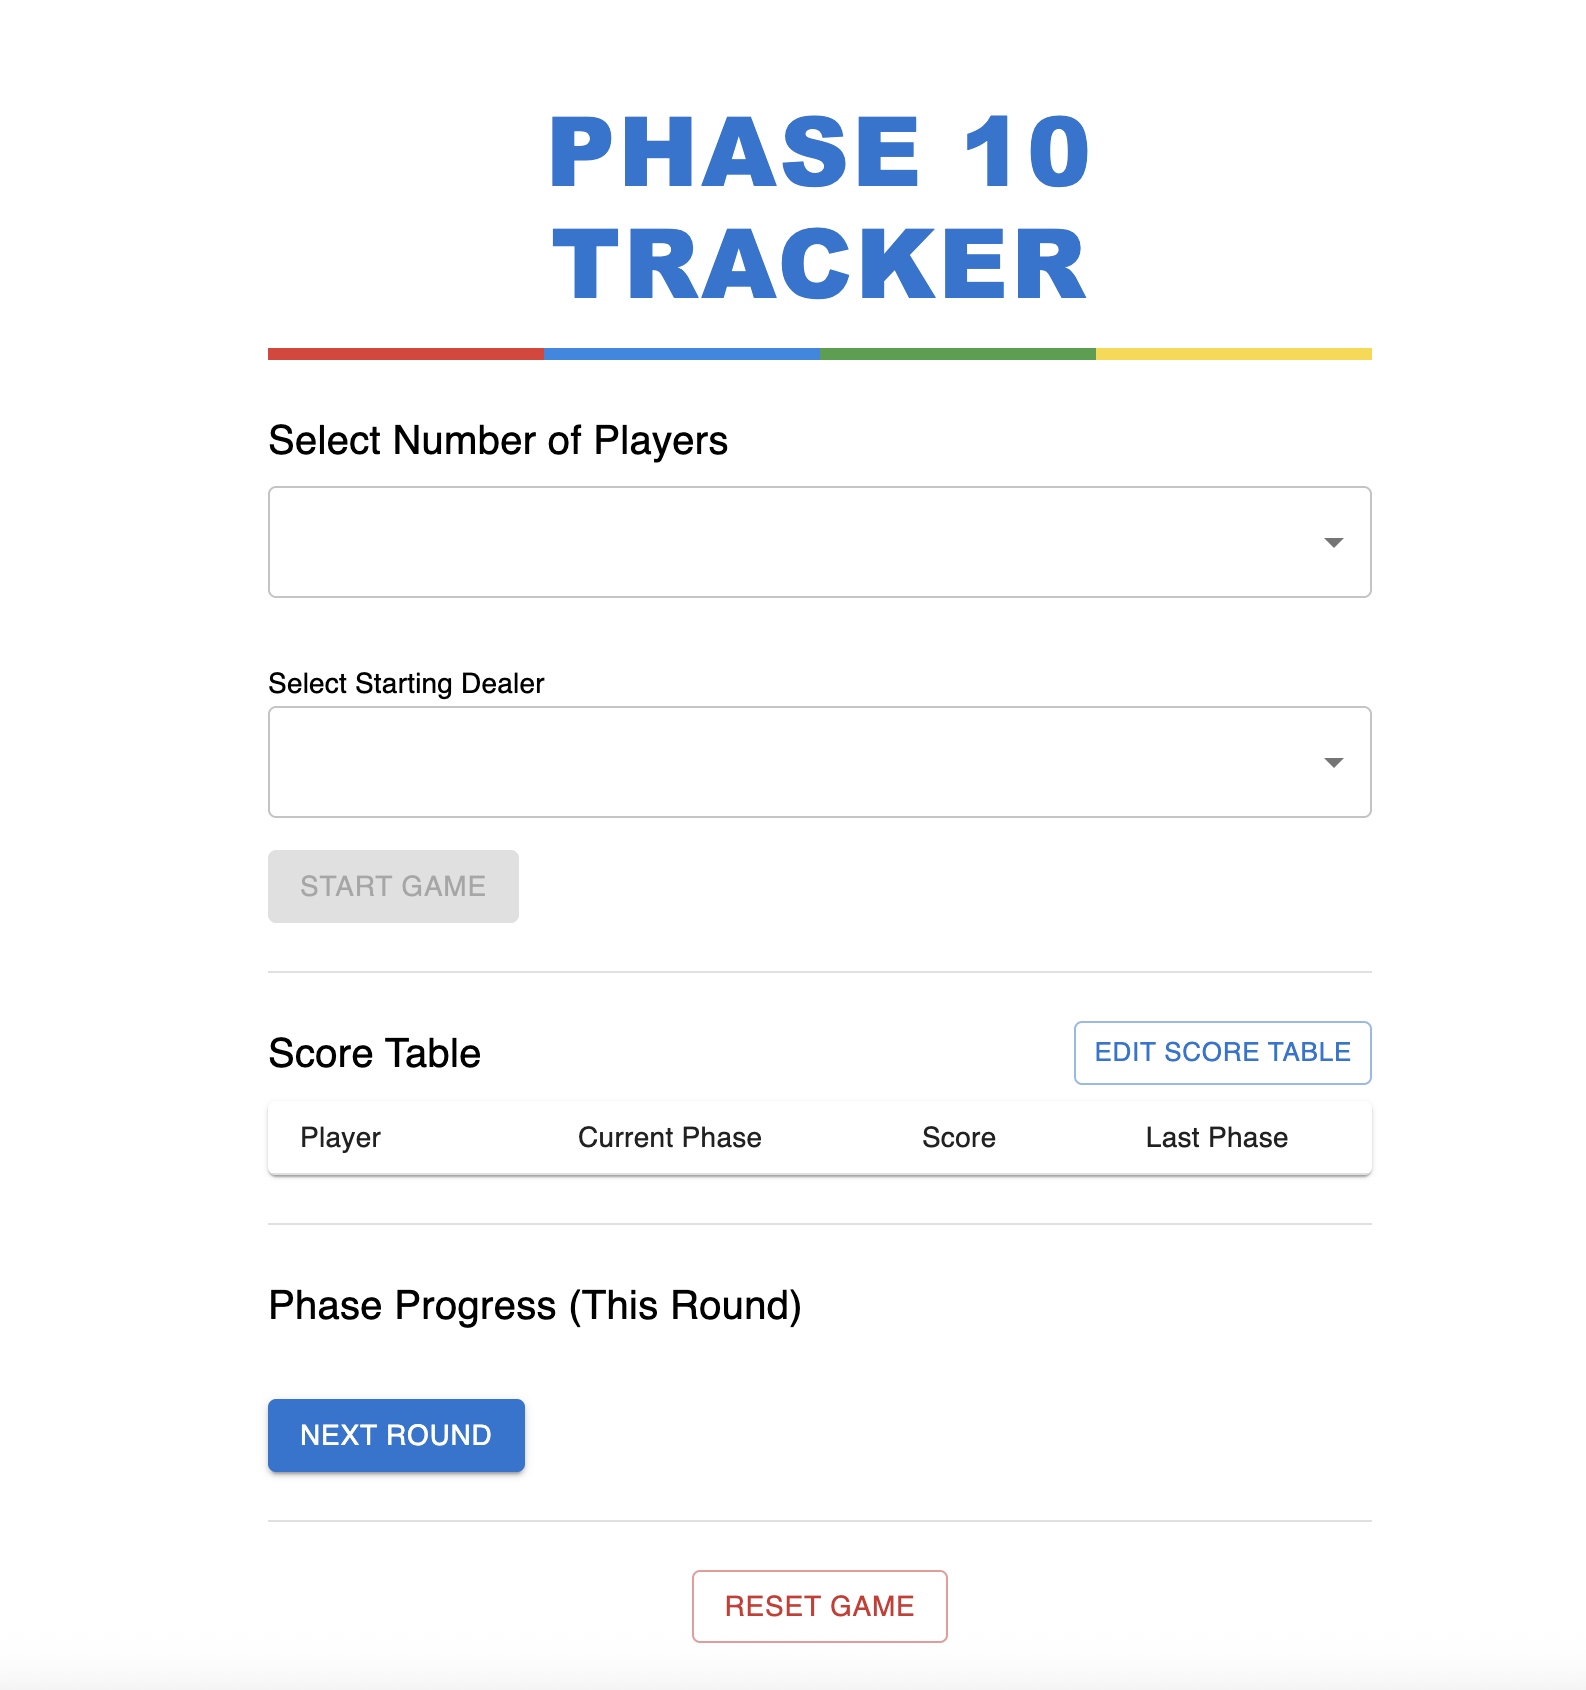 PHASE 10
TRACKER
Select Number of Players
Select Starting Dealer
START GAME
Score Table
EDIT SCORE TABLE
Player Current Phase Score Last Phase
Phase Progress (This Round)
NEXT ROUND
RESET GAME